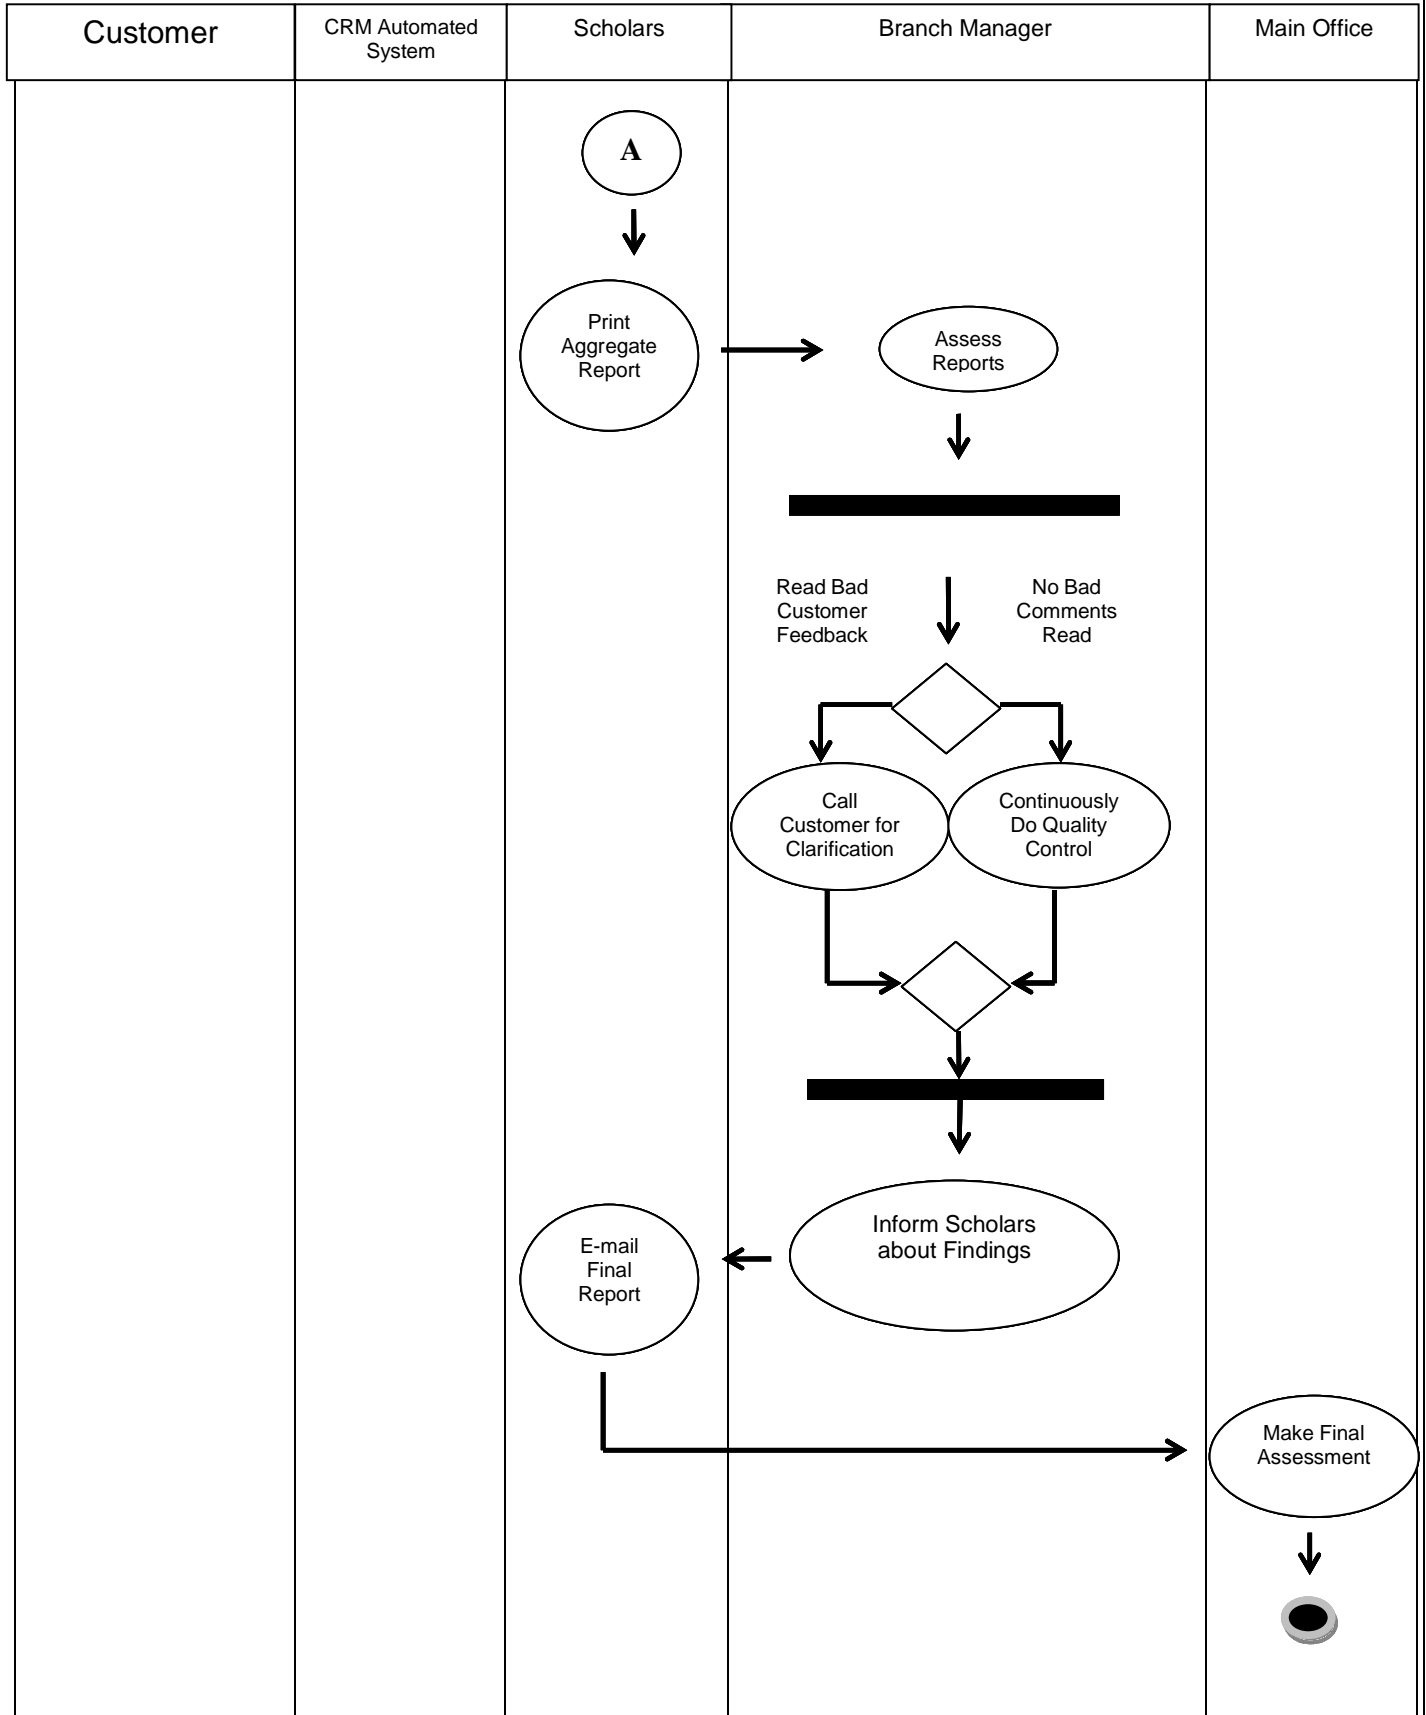 Customer
CRM Automated
System
Scholars
Branch Manager
Main Office
A
Print
Aggregate
Report
Assess
Reports
Read Bad
Customer
Feedback
No Bad
Comments
Read
Call
Customer for
Clarification
Continuously
Do Quality
Control
Inform Scholars
about Findings
E-mail
Final
Report
Make Final
Assessment